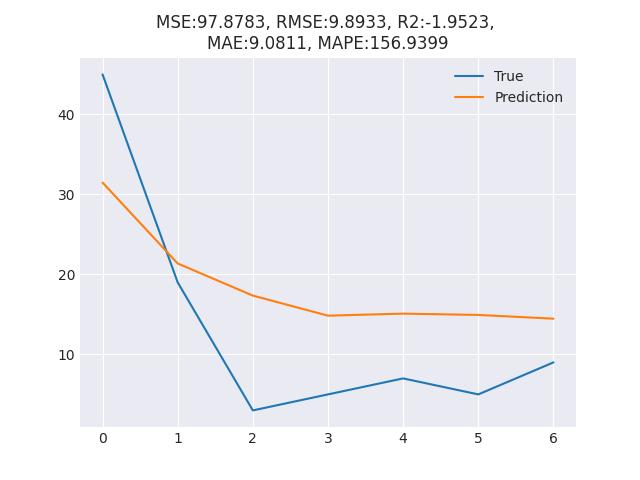 MSE:97.8783, RMSE:9.8933, R2:-1.9523,
MAE:9.0811, MAPE:156.9399
True
Prediction
40
30
20
10
0 1 2 3 4 5 6